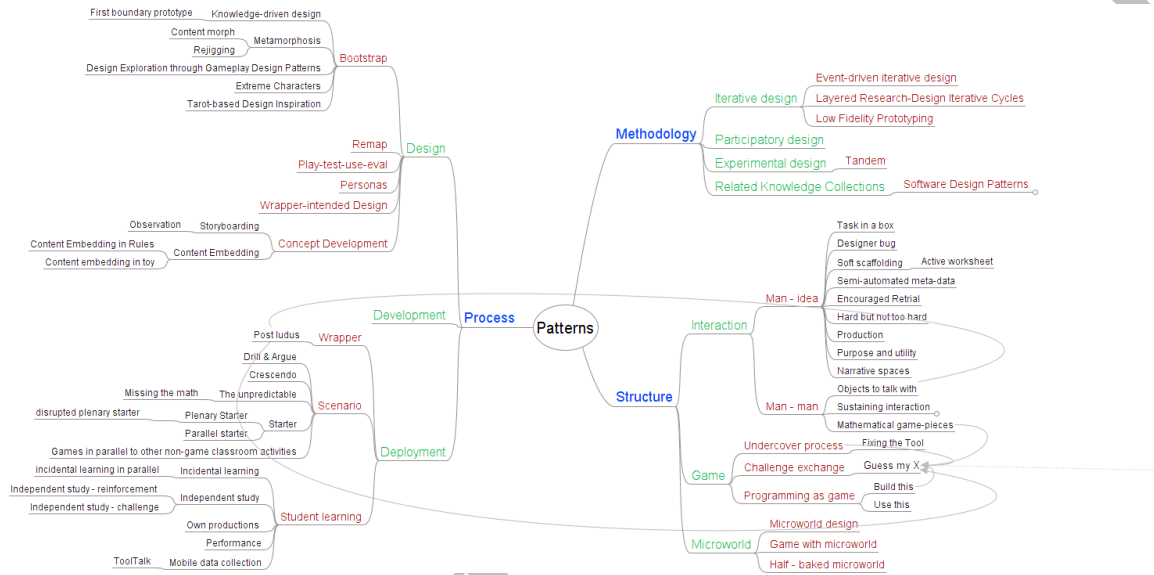 First boundary prototype
Knowledge-driven design
Content morph
Metamorphosis
Rejigging
Bootstrap
Design Exploration through Gameplay Design Patterns
Extreme Characters
Tarot-based Design Inspiration
Remap
Design
Play-test-use-eval
Personas
Wrapper-intended Design
Observation
Storyboarding
Concept Development
Content Embedding in Rules
Content Embedding
Content embedding in toy
Development
Process
Post ludus
Wrapper
Drill & Argue
Crescendo
Missing the math
The unpredictable
Scenario
disrupted plenary starter
Plenary Starter
Starter
Parallel starter
Games in parallel to other non-game classroom activities
Deployment
incidental learning in parallel
Incidental learning
Independent study - reinforcement
Independent study
Independent study - challenge
Student learning
Own productions
Performance
ToolTalk
Mobile data collection
Patterns
Methodology
Iterative design
Event-driven iterative design
Layered Research-Design Iterative Cycles
Low Fidelity Prototyping
Participatory design
Experimental design
Tandem
Related Knowledge Collections
Software Design Patterns
Structure
Interaction
Man - idea
Task in a box
Designer bug
Soft scaffolding
Active worksheet
Semi-automated meta-data
Encouraged Retrial
Hard but not too hard
Production
Purpose and utility
Narrative spaces
Man - man
Objects to talk with
Sustaining interaction
Mathematical game-pieces
Game
Undercover process
Fixing the Tool
Challenge exchange
Guess my X
Programming as game
Build this
Use this
Microworld
Microworld design
Game with microworld
Half - baked microworld